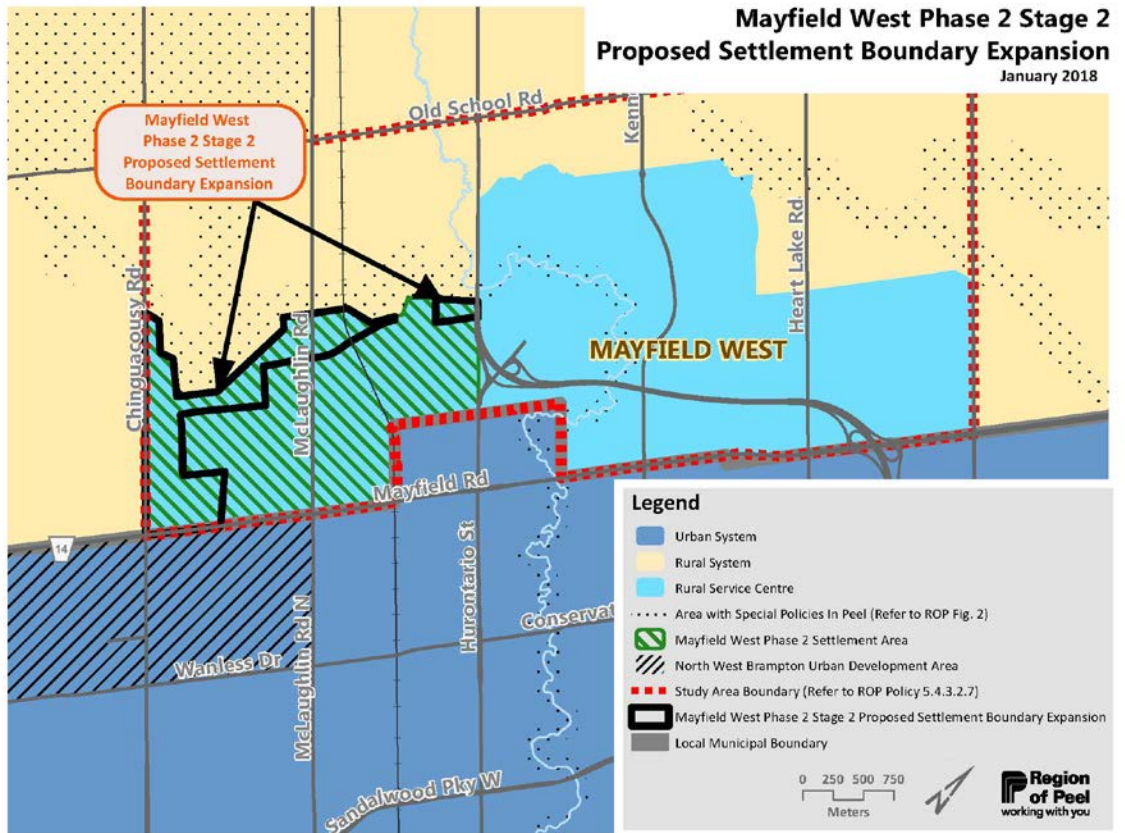 Mayfield West Phase 2 Stage 2
Proposed Settlement Boundary Expansion
January 2018
Old School Rd
Kenn
Mayfield West
Phase 2 Stage 2
Proposed Settlement
Boundary Expansion
Chinguacousy Rd
McLaughlin Rd
Heart Lake Rd
MAYFIELD WEST
Mayfield Rd
14
Hurontario St
McLaughlin Rd N
Conservat
Wanless Dr
Sandalwood Pky W
Legend
Urban System
Rural System
Rural Service Centre
Area with Special Policies In Peel (Refer to ROP Fig. 2)
Mayfield West Phase 2 Settlement Area
North West Brampton Urban Development Area
Study Area Boundary (Refer to ROP Policy 5.4.3.2.7)
Mayfield West Phase 2 Stage 2 Proposed Settlement Boundary Expansion
Local Municipal Boundary
0 250 500 750
Meters
Region
of Peel
working with you